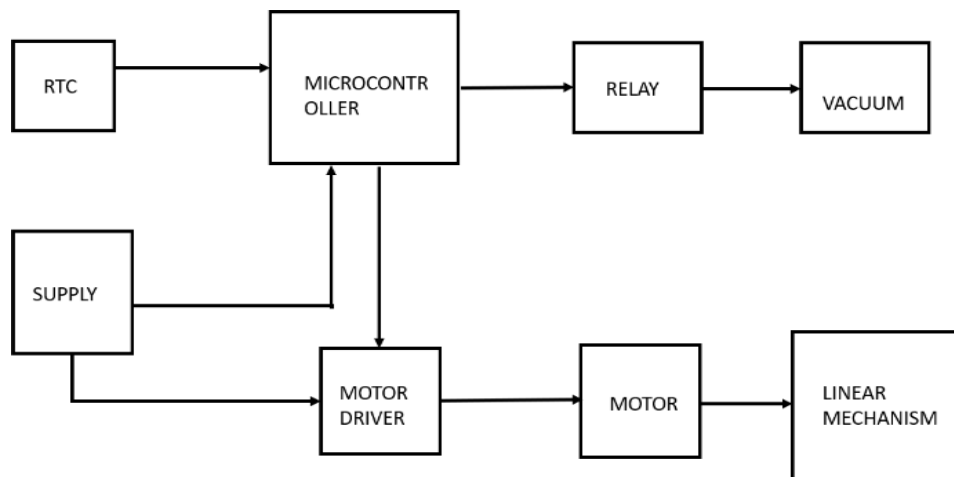 RTC
MICROCONTR
OLLER
RELAY
VACUUM
SUPPLY
MOTOR
DRIVER
MOTOR
LINEAR
MECHANISM